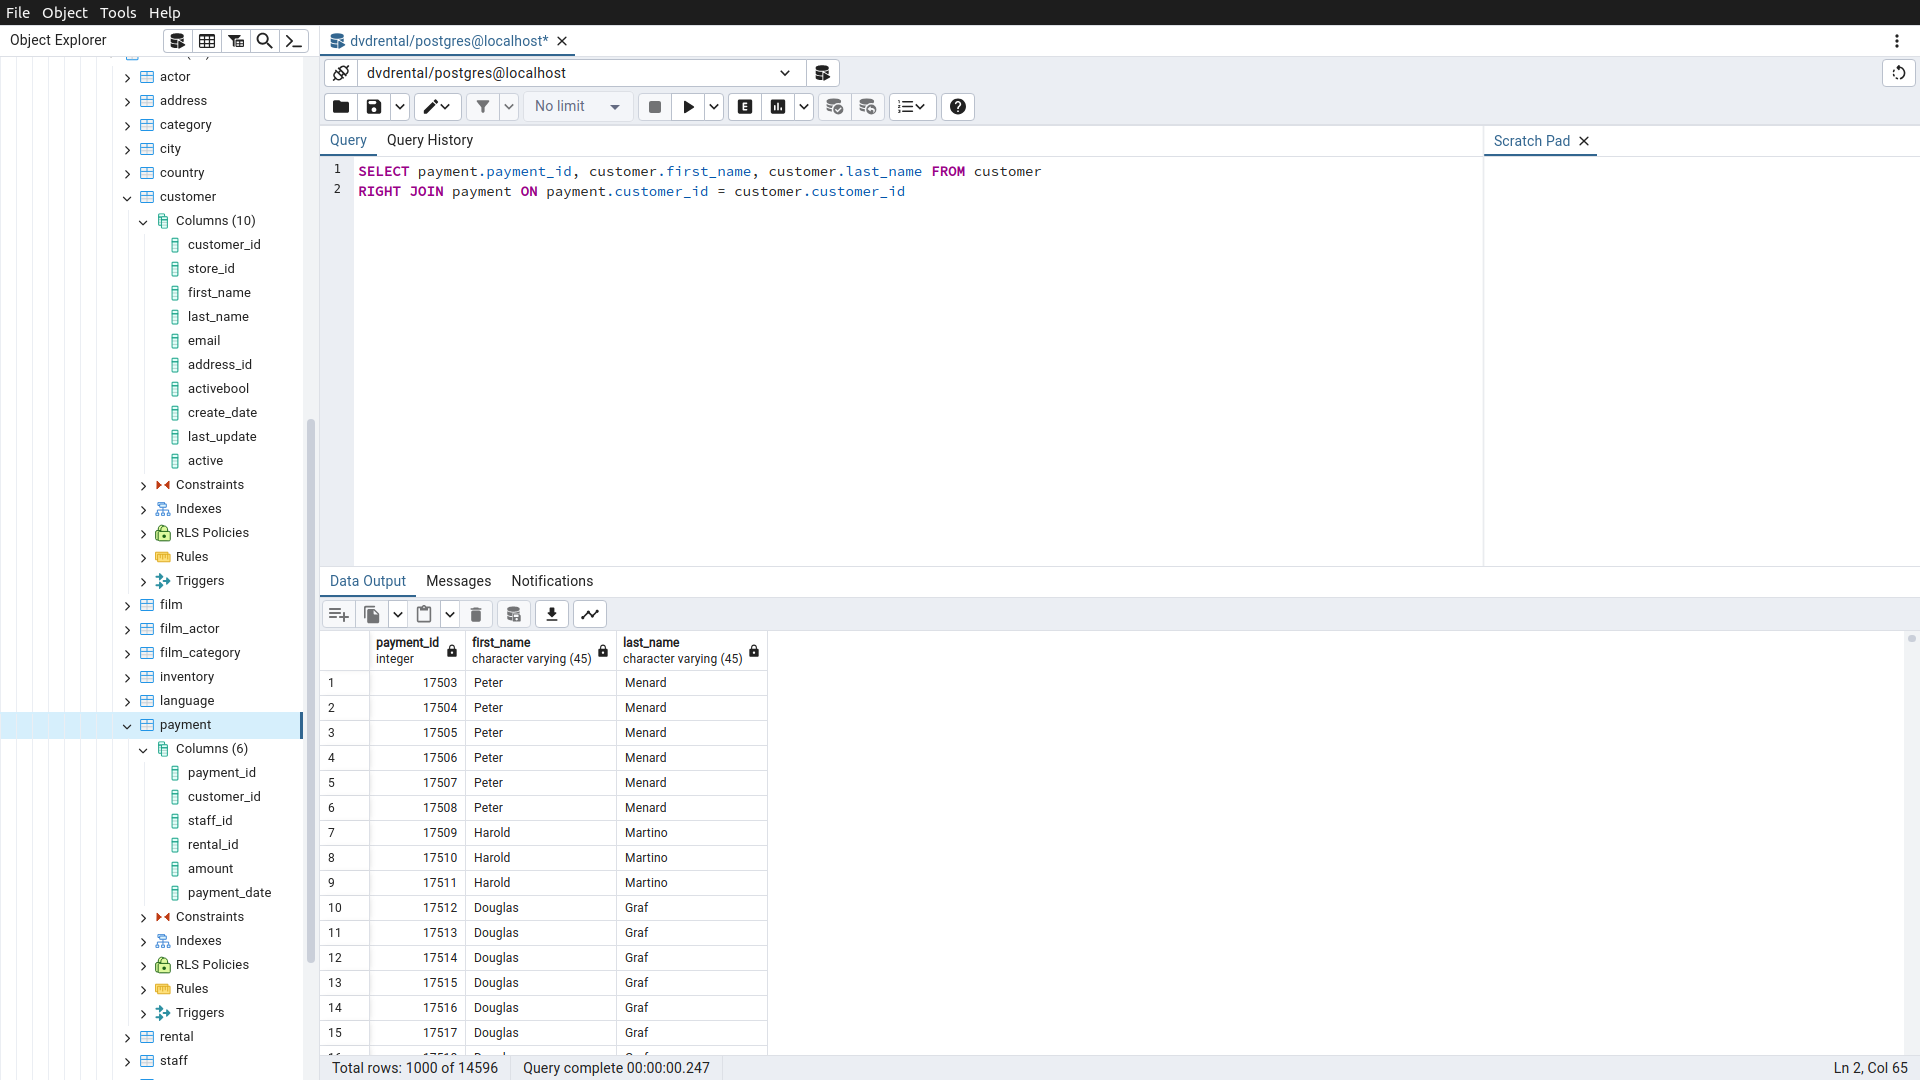 File Object Tools Help
Object Explorer
dvdrental/postgres@localhost*
actor
address
category
city
country
customer
Columns (10)
customer_id
store_id
first_name
last_name
email
address_id
activebool
create_date
last_update
active
Constraints
Indexes
RLS Policies
Rules
Triggers
film
film_actor
film_category
inventory
language
payment
Columns (6)
payment_id
customer_id
staff_id
rental_id
amount
payment_date
Constraints
Indexes
RLS Policies
Rules
Triggers
rental
staff
dvdrental/postgres@localhost
No limit
E
Query Query History
Scratch Pad
1 SELECT payment.payment_id, customer.first_name, customer.last_name FROM customer
2 RIGHT JOIN payment ON payment.customer_id = customer.customer_id
Data Output Messages Notifications
payment_id first_name last_name
integer character varying (45) character varying (45)
1 17503 Peter Menard
2 17504 Peter Menard
3 17505 Peter Menard
4 17506 Peter Menard
5 17507 Peter Menard
6 17508 Peter Menard
7 17509 Harold Martino
8 17510 Harold Martino
9 17511 Harold Martino
10 17512 Douglas Graf
11 17513 Douglas Graf
12 17514 Douglas Graf
13 17515 Douglas Graf
14 17516 Douglas Graf
15 17517 Douglas Graf
Total rows: 1000 of 14596 Query complete 00:00:00.247 Ln 2, Col 65